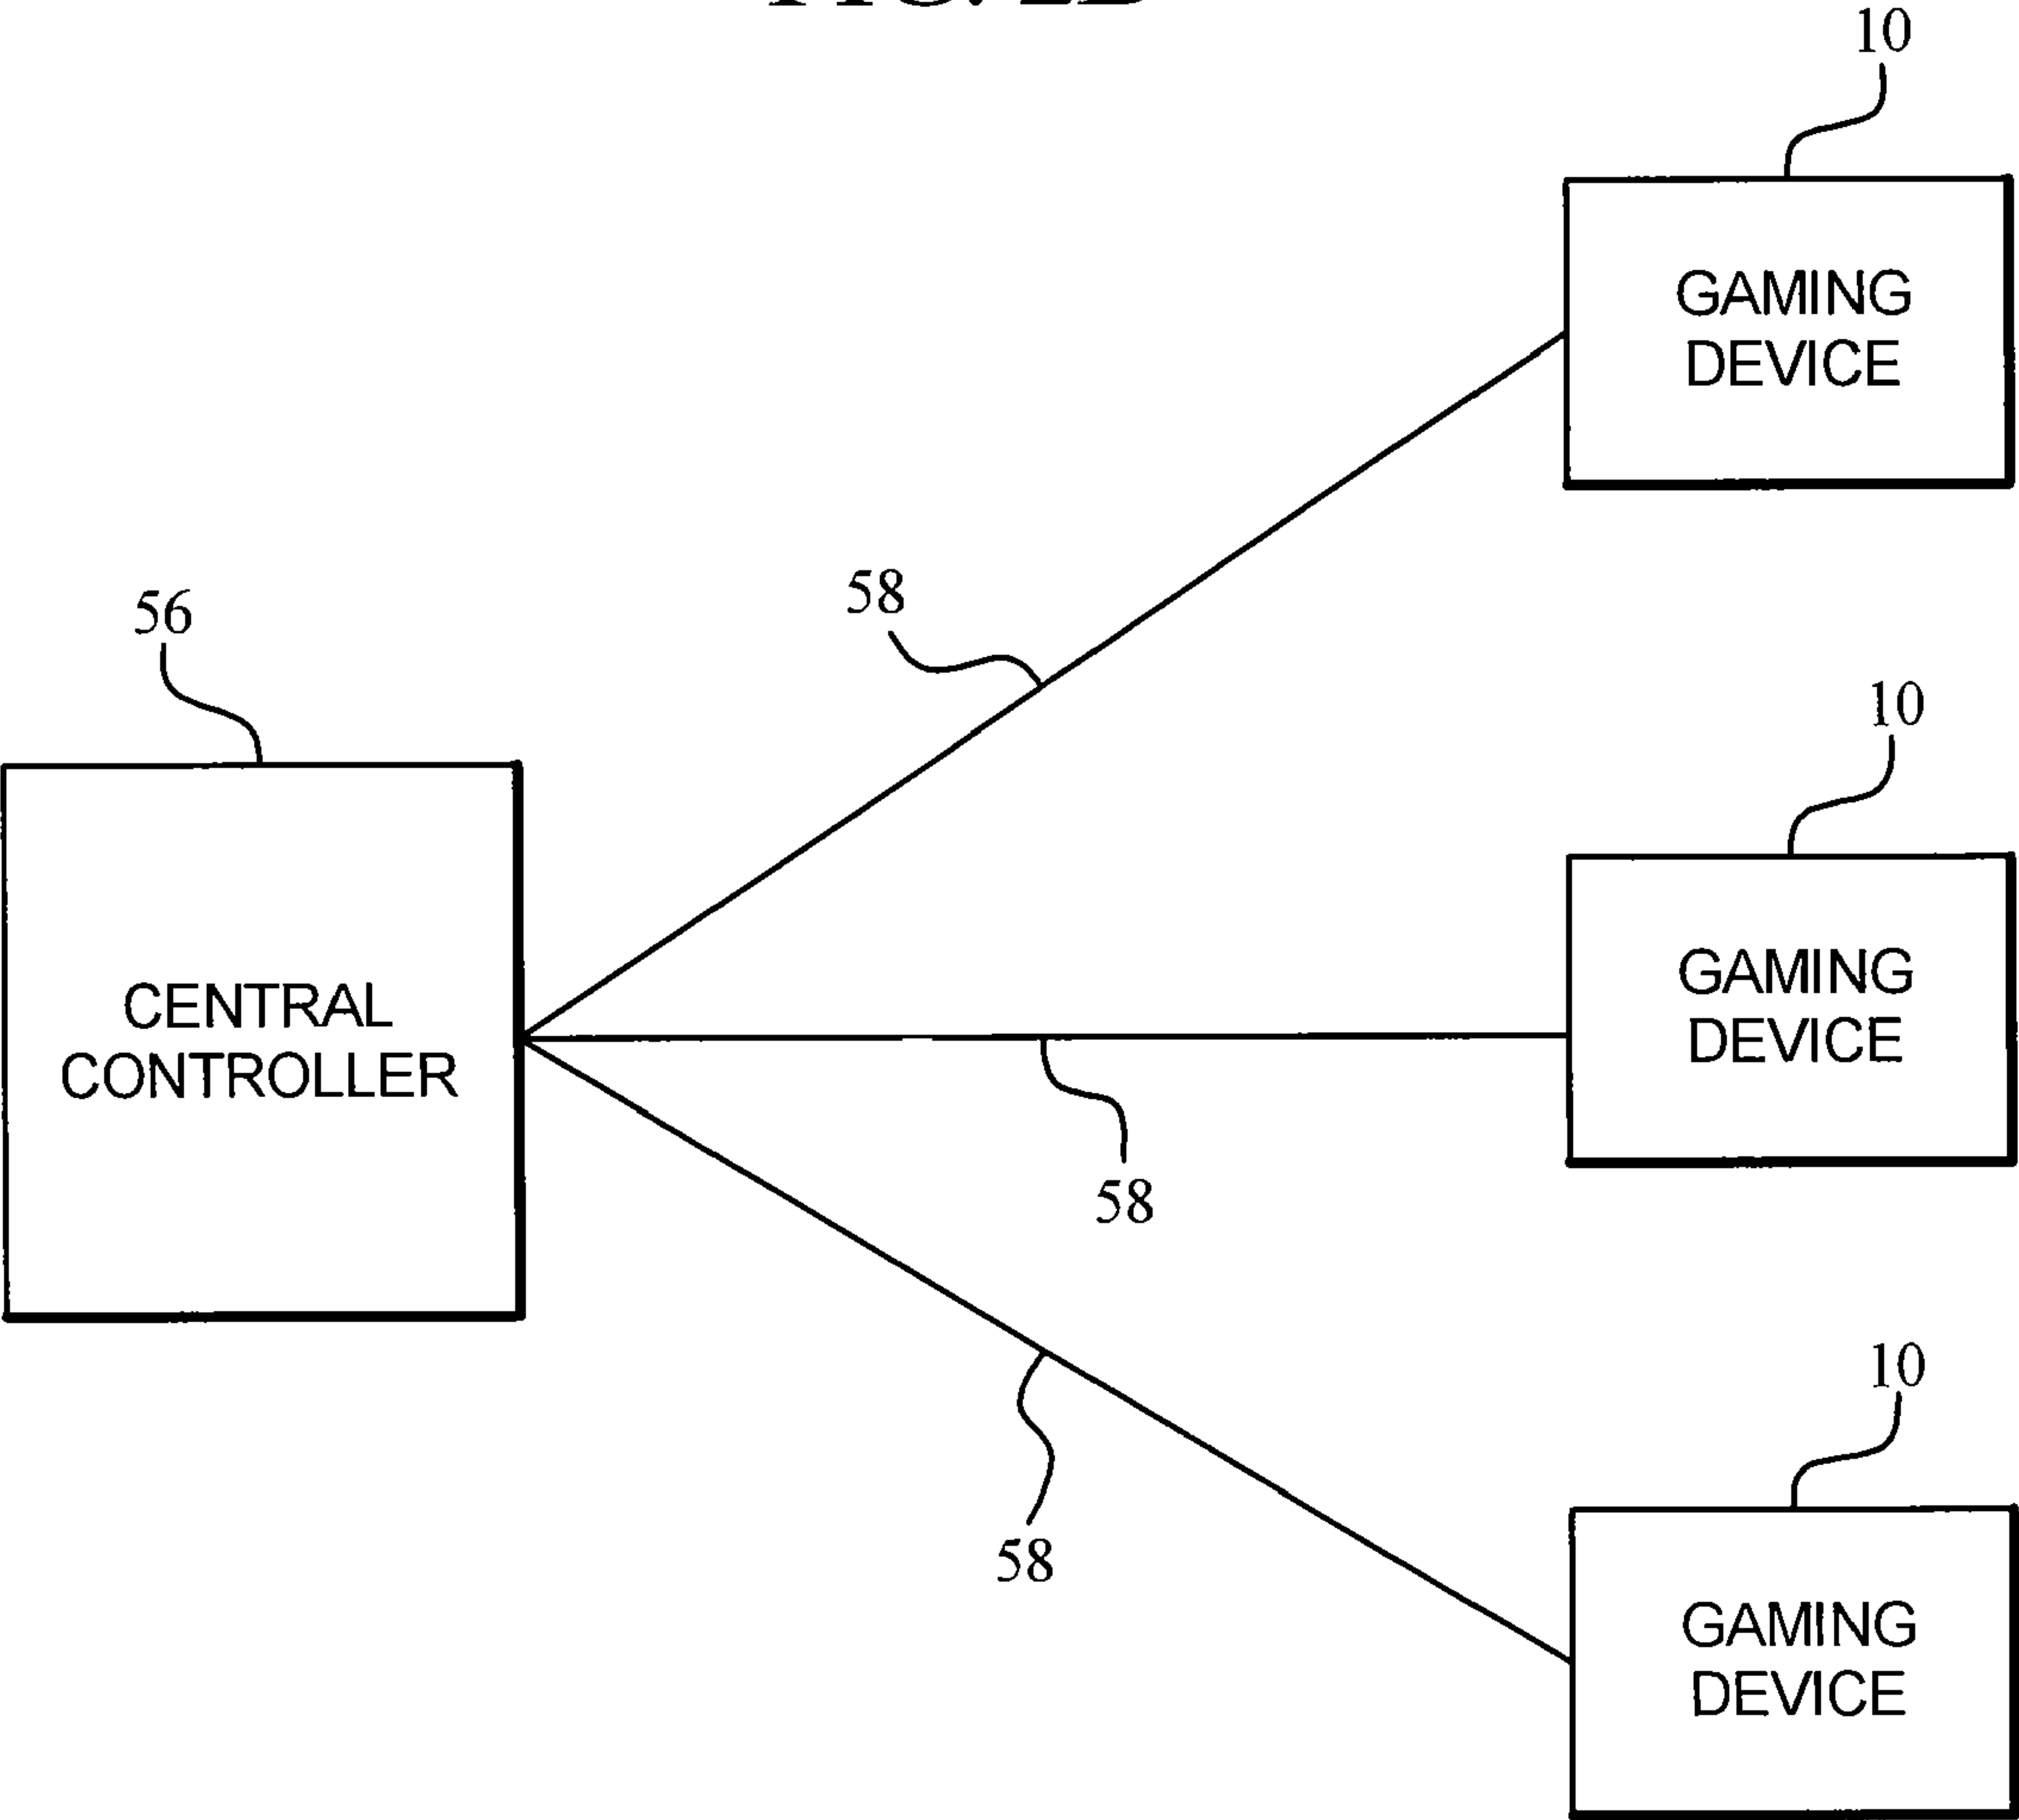 10
GAMING
DEVICE
58
56
10
CENTRAL
CONTROLLER
GAMING
DEVICE
58
10
58
GAMING
DEVICE